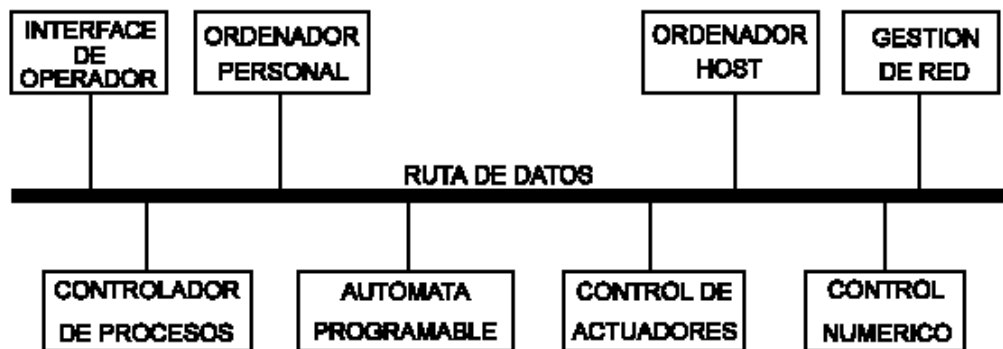 INTERFACE
DE
OPERADOR
ORDENADOR
PERSONAL
ORDENADOR
HOST
GESTION
DE RED
RUTA DE DATOS
CONTROLADOR
DE PROCESOS
AUTOMATA
PROGRAMABLE
CONTROL DE
ACTUADORES
CONTROL
NUMERICO